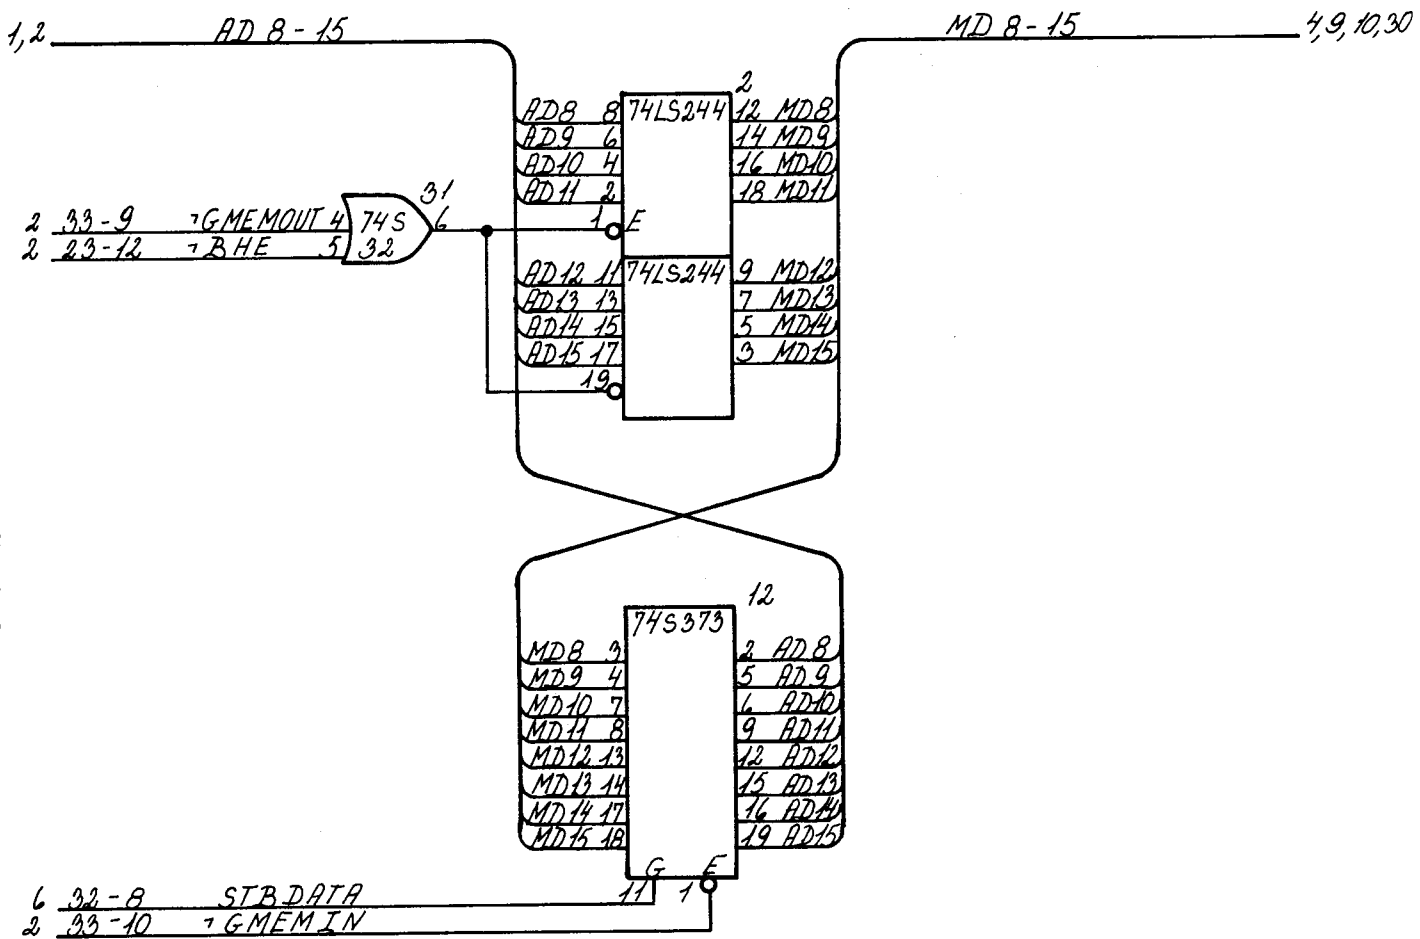 1,2 AD 8-15 MD 8-15 4,9,10,30
2
AD8 8 74LS244 12 MD8
AD9 6 14 MD9
AD10 4 16 MD10
AD11 2 18 MD11
31
2 33-9 ¬GMEMOUT 4 74S 6 1 E
2 23-12 ¬BHE 5 32
AD12 11 74LS244 9 MD12
AD13 13 7 MD13
AD14 15 5 MD14
AD15 17 3 MD15
19
12
74S373
MD8 3 2 AD8
MD9 4 5 AD9
MD10 7 6 AD10
MD11 8 9 AD11
MD12 13 12 AD12
MD13 14 15 AD13
MD14 17 16 AD14
MD15 18 19 AD15
G E
6 32-8 STBDATA 11 1
2 33-10 ¬GMEMIN